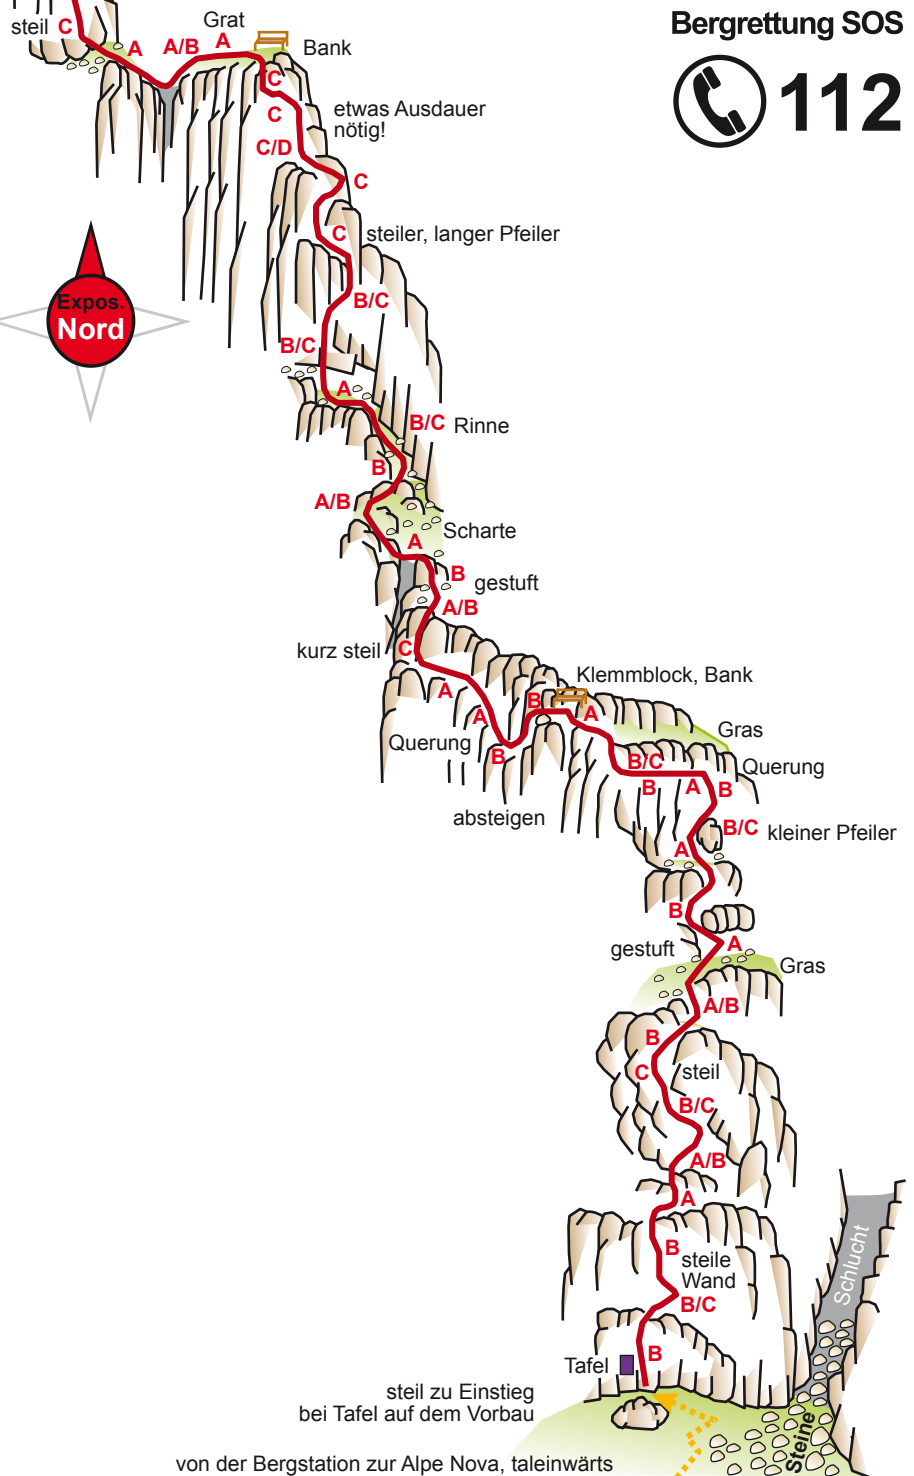 Bergrettung SOS
112
steil
C
A
A/B
Grat
A
Bank
C
C
etwas Ausdauer
nötig!
C/D
C
C
steiler, langer Pfeiler
Expos.
Nord
B/C
B/C
A
B/C
Rinne
B
A/B
Scharte
A
B
gestuft
A/B
kurz steil
C
Klemmblock, Bank
A
A
B
A
Gras
Querung
B
B/C
Querung
B
A
B
absteigen
B/C
kleiner Pfeiler
A
B
gestuft
A
Gras
A/B
B
C
steil
B/C
A/B
A
Schlucht
B
steile
Wand
B/C
B
Tafel
steil zu Einstieg
bei Tafel auf dem Vorbau
Steine
von der Bergstation zur Alpe Nova, taleinwärts